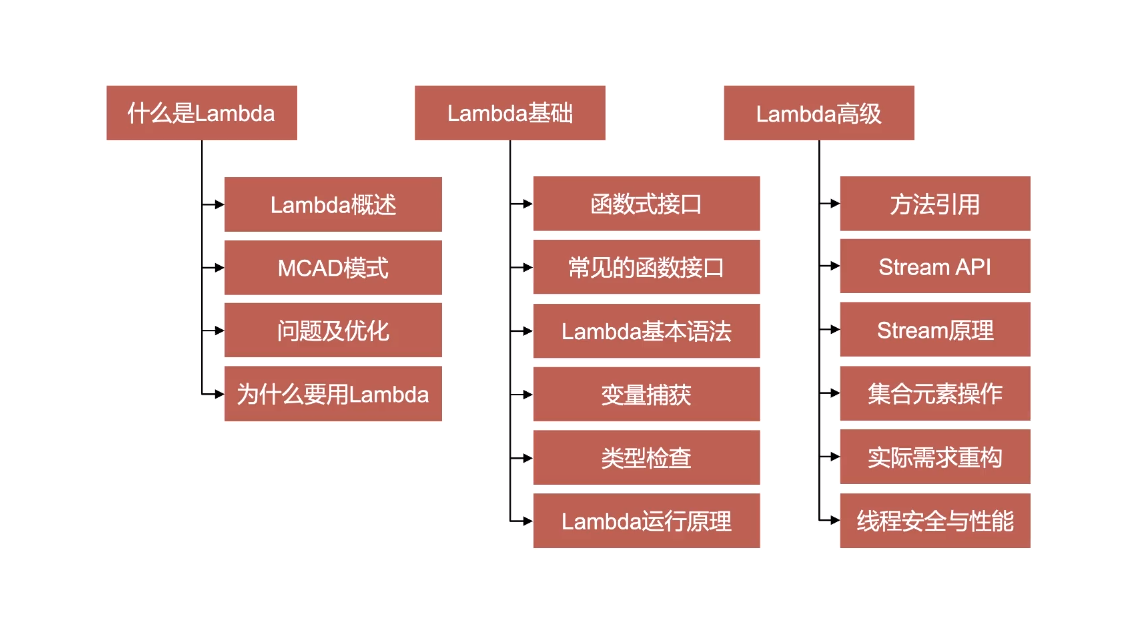 什么是Lambda
Lambda概述
MCAD模式
问题及优化
为什么要用Lambda
Lambda基础
函数式接口
常见的函数接口
Lambda基本语法
变量捕获
类型检查
Lambda运行原理
Lambda高级
方法引用
Stream API
Stream原理
集合元素操作
实际需求重构
线程安全与性能